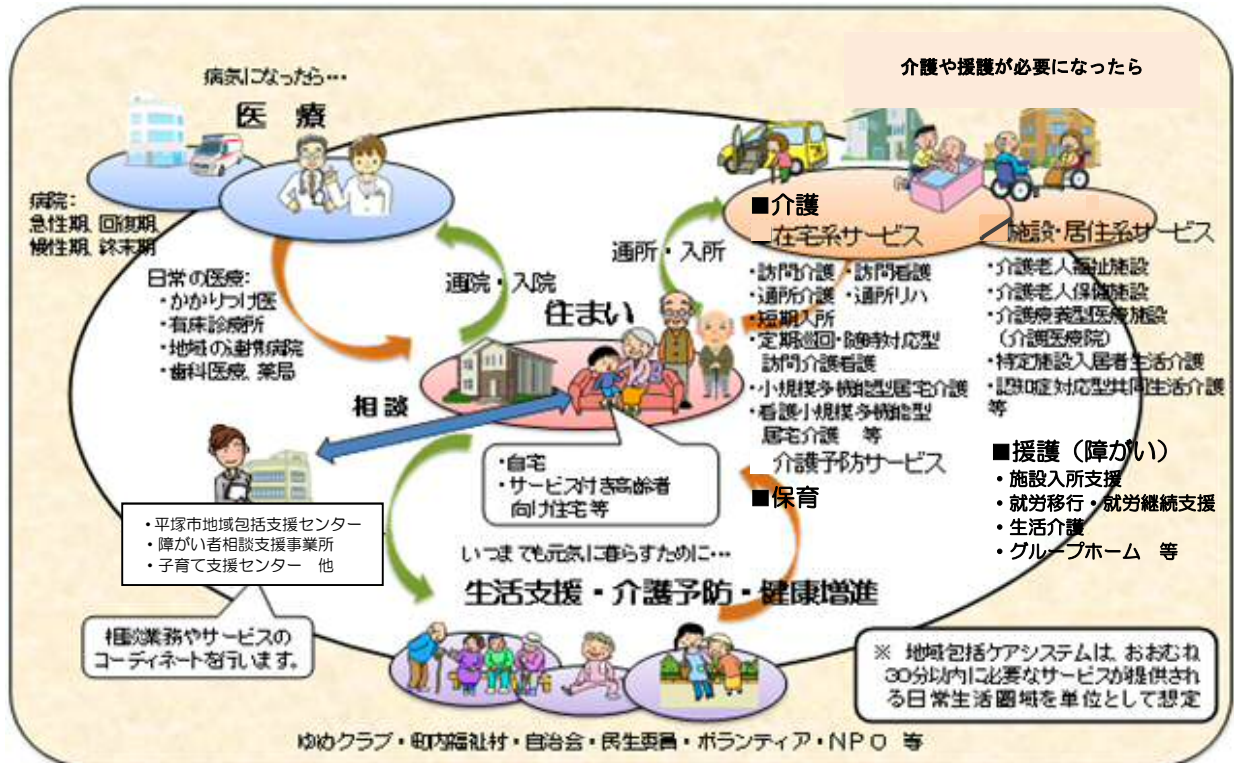 病気になったら…
医 療
病院：
急性期、回復期、
慢性期、終末期
日常の医療：
・かかりつけ医
・有床診療所
・地域の連携病院
・歯科医療、薬局
通院・入院
住まい
通所・入所
介護や援護が必要になったら
■介護
在宅系サービス
・訪問介護 ・訪問看護
・通所介護 ・通所リハ
・短期入所
・定期巡回・随時対応型
訪問介護看護
・小規模多機能型居宅介護
・看護小規模多機能型
居宅介護 等
介護予防サービス
■保育
施設・居住系サービス
・介護老人福祉施設
・介護老人保健施設
・介護療養型医療施設
（介護医療院）
・特定施設入居者生活介護
・認知症対応型共同生活介護
等
■援護（障がい）
・施設入所支援
・就労移行・就労継続支援
・生活介護
・グループホーム 等
相談
・自宅
・サービス付き高齢者
向け住宅等
・平塚市地域包括支援センター
・障がい者相談支援事業所
・子育て支援センター 他
相談業務やサービスの
コーディネートを行います。
いつまでも元気に暮らすために…
生活支援・介護予防・健康増進
ゆめクラブ・町内福祉村・自治会・民生委員・ボランティア・ＮＰＯ 等
※ 地域包括ケアシステムは、おおむね
30分以内に必要なサービスが提供され
る日常生活圏域を単位として想定